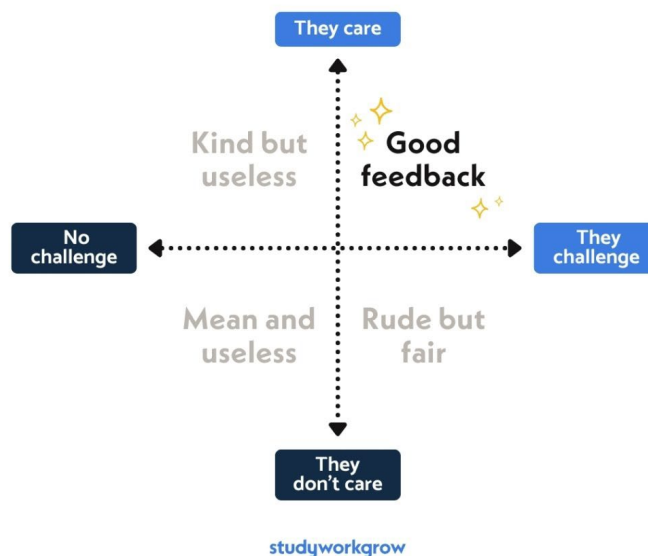 They care
Kind but
useless
Good
feedback
No
challenge
They
challenge
Mean and
useless
Rude but
fair
They
don't care
studyworkgrow